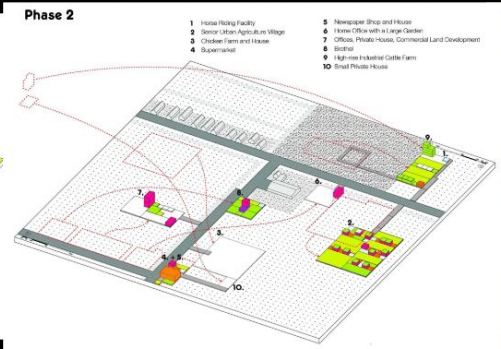 Phase 2
1 Horse Riding Facility
2 Senior Urban Agriculture Village
3 Chicken Farm and House
4 Supermarket
5 Newspaper Shop and House
6 Home Office with a Large Garden
7 Offices, Private House, Commercial Land Development
8 Brothel
9 High-rise Industrial Cattle Farm
10 Small Private House
9.
1.
6.
7.
8.
2.
3.
4. + 5.
10.